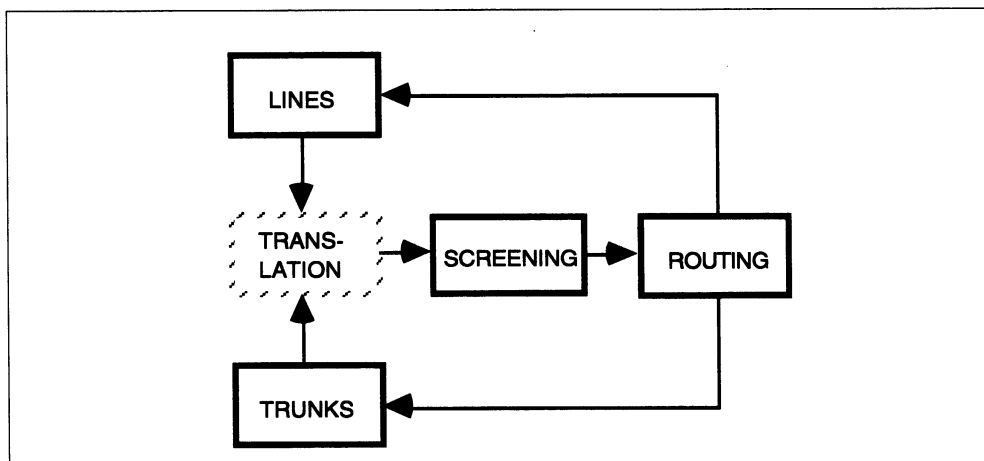 LINES
TRANS-
LATION
SCREENING
ROUTING
TRUNKS